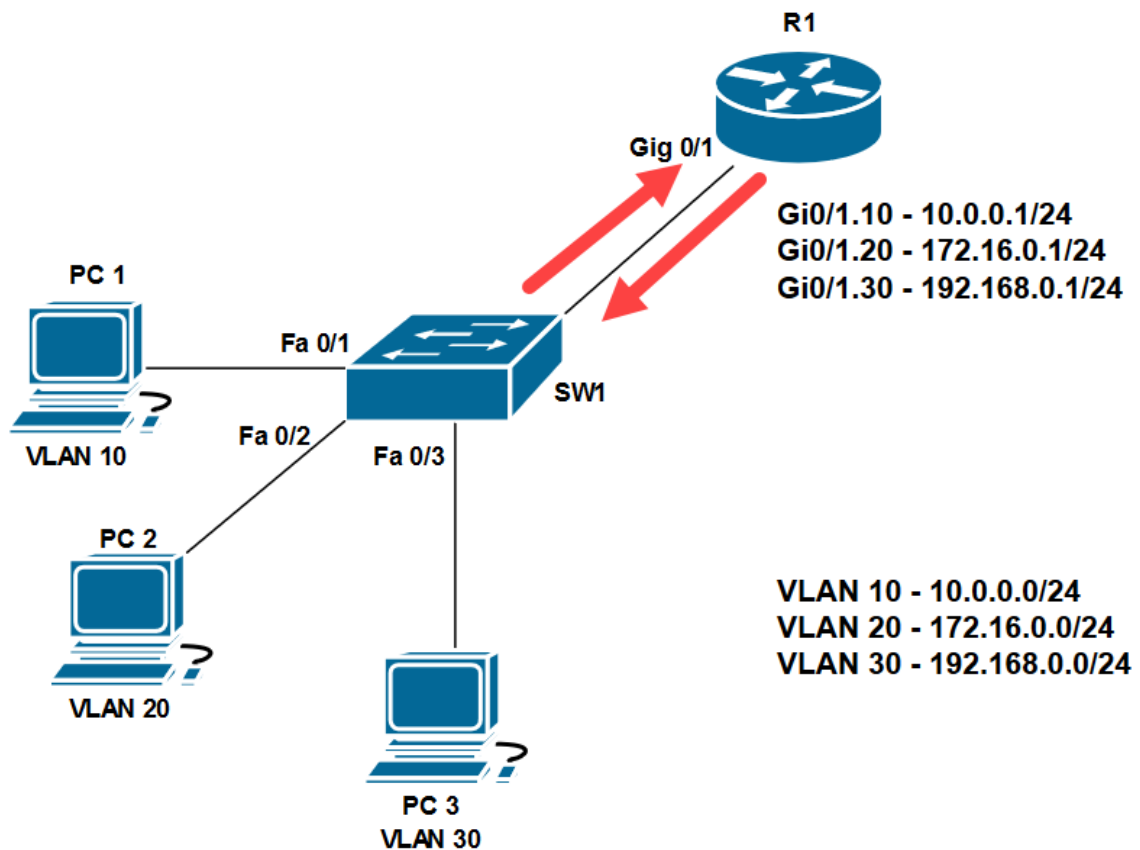 R1
Gig 0/1
Gi0/1.10 - 10.0.0.1/24
Gi0/1.20 - 172.16.0.1/24
Gi0/1.30 - 192.168.0.1/24
PC 1
Fa 0/1
SW1
VLAN 10
Fa 0/2
Fa 0/3
PC 2
VLAN 20
VLAN 10 - 10.0.0.0/24
VLAN 20 - 172.16.0.0/24
VLAN 30 - 192.168.0.0/24
PC 3
VLAN 30